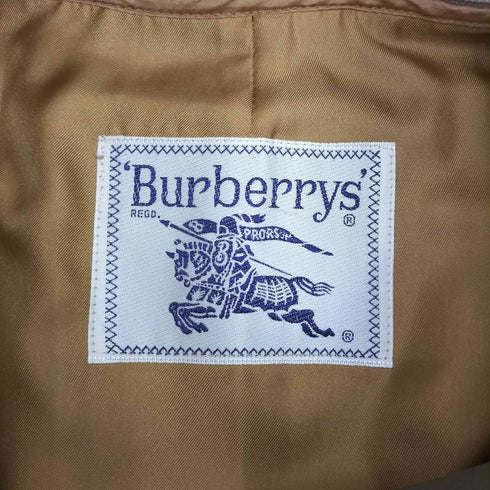 'Burberrys'
REGD. ®
PRORSUM
®